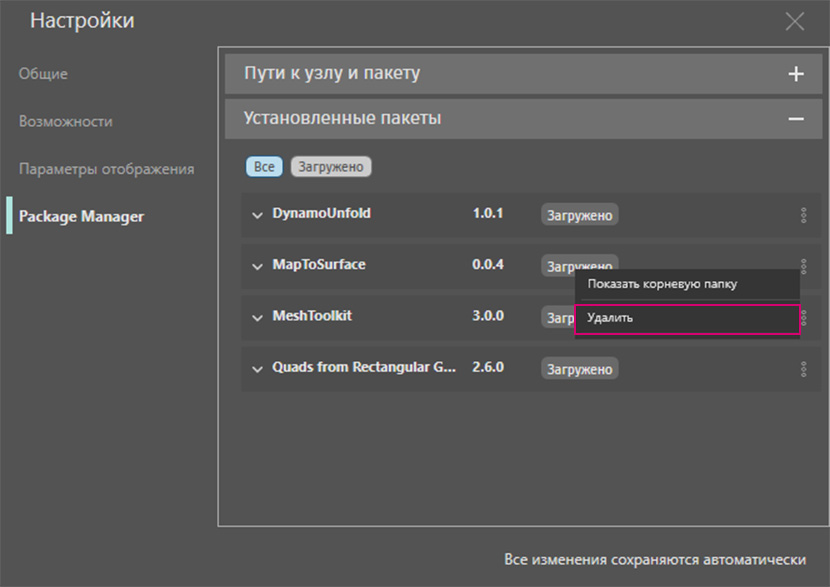 Настройки
Общие
Возможности
Параметры отображения
Package Manager
Пути к узлу и пакету
Установленные пакеты
Все Загружено
DynamoUnfold 1.0.1 Загружено
MapToSurface 0.0.4 Загружено
Показать корневую папку
MeshToolkit 3.0.0 Загр
Удалить
Quads from Rectangular G... 2.6.0 Загружено
Все изменения сохраняются автоматически